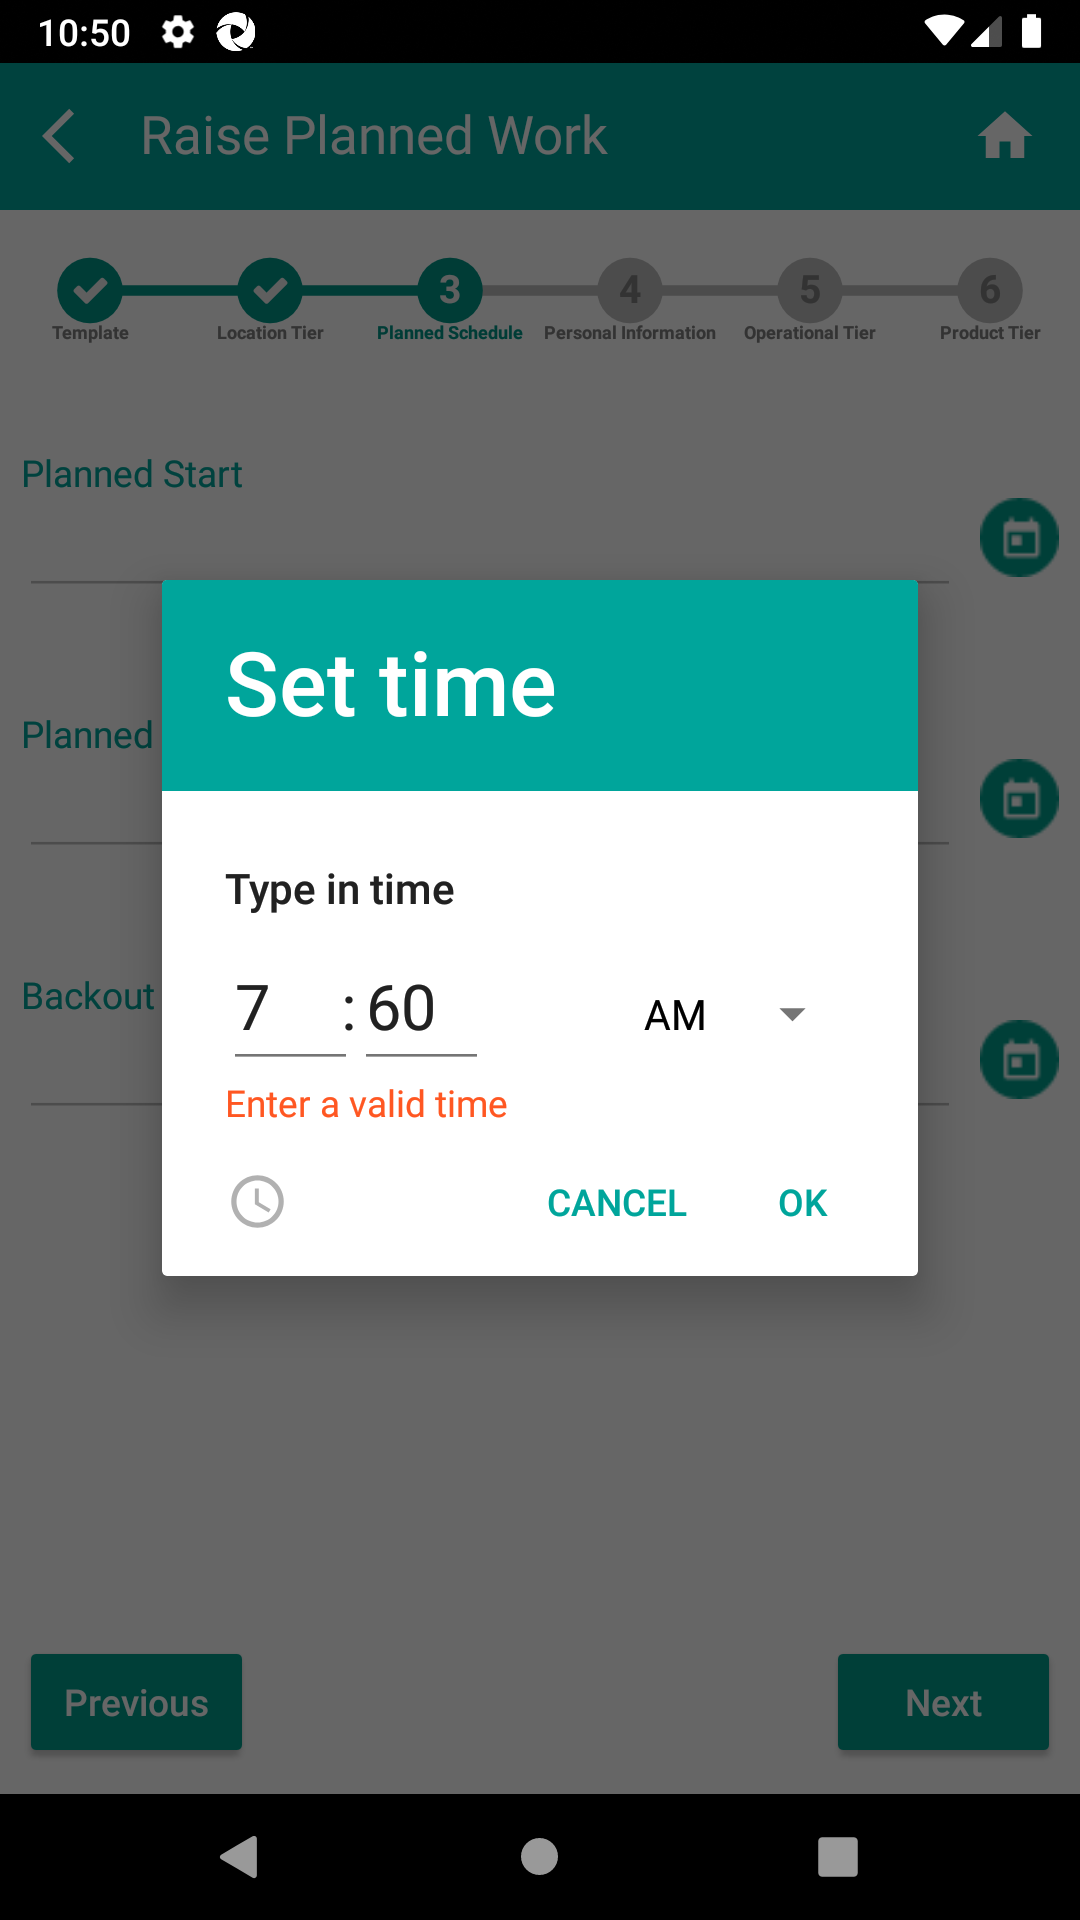 10:50
Raise Planned Work
3
4
5
6
Template
Location Tier
Planned Schedule
Personal Information
Operational Tier
Product Tier
Planned Start
Set time
Planned
Type in time
7 : 60 AM
Backout
Enter a valid time
CANCEL
OK
Previous
Next